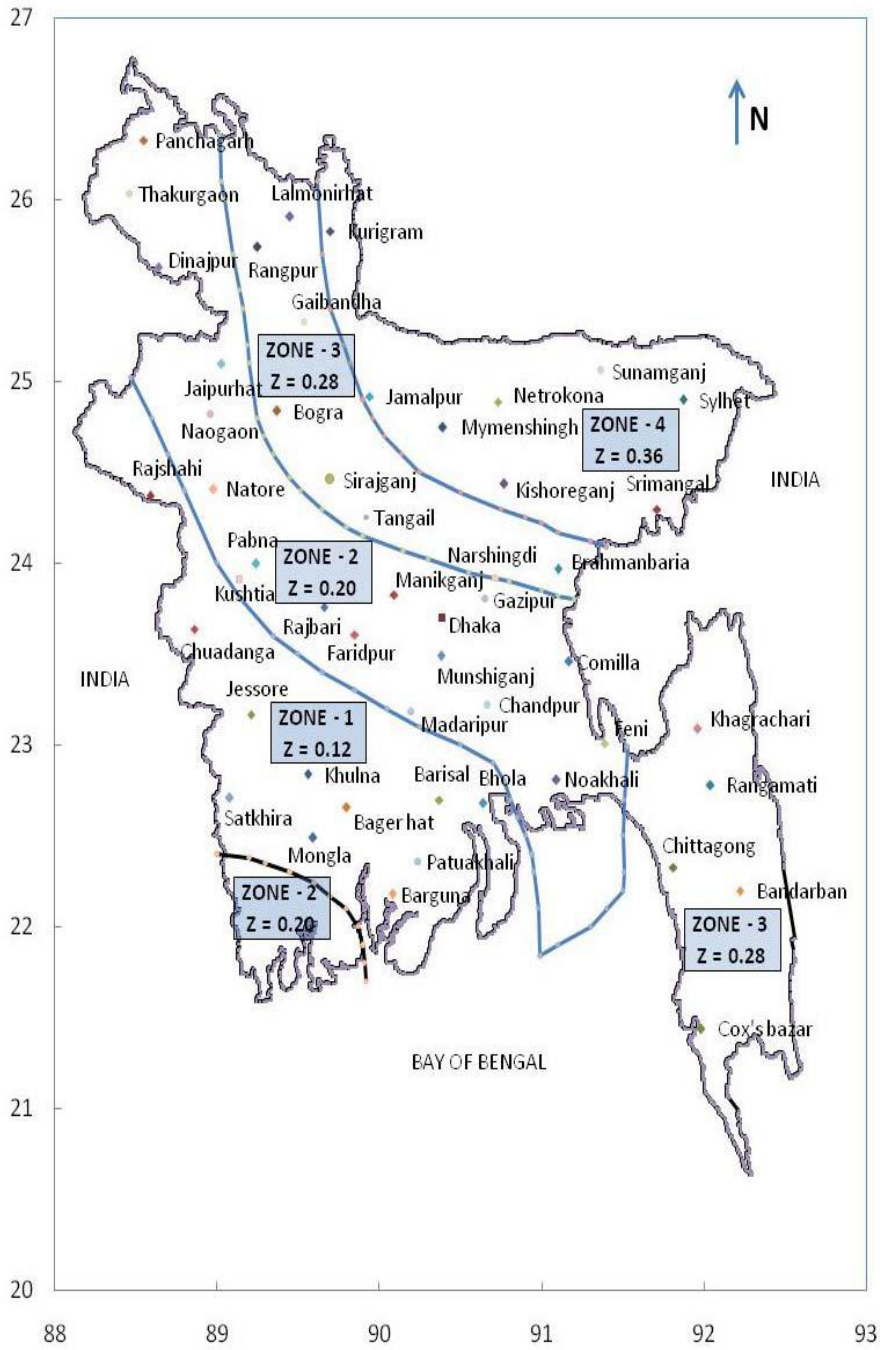 27
N
Panchagarh
26
Thakurgaon
Lalmonirhat
Kurigram
Dinajpur
Rangpur
Gaibandha
ZONE - 3
Z = 0.28
25
Sunamganj
Jaipurhat
Jamalpur
Netrokona
Sylhet
Bogra
Naogaon
Mymenshingh
ZONE - 4
Z = 0.36
Rajshahi
Sirajganj
Natore
Kishoreganj
Srimangal
INDIA
Tangail
24
Pabna
ZONE - 2
Z = 0.20
Narshingdi
Brahmanbaria
Manikganj
Kushtia
Gazipur
Rajbari
Dhaka
Chuadanga
Faridpur
Munshiganj
Comilla
INDIA
Jessore
Chandpur
23
ZONE - 1
Z = 0.12
Madaripur
Feni
Khagrachari
Khulna
Barisal
Bhola
Noakhali
Rangamati
Satkhira
Bager hat
Mongla
Patuakhali
Chittagong
22
ZONE - 2
Z = 0.20
Barguna
Bandarban
ZONE - 3
Z = 0.28
Cox's bazar
BAY OF BENGAL
21
20
88
89
90
91
92
93